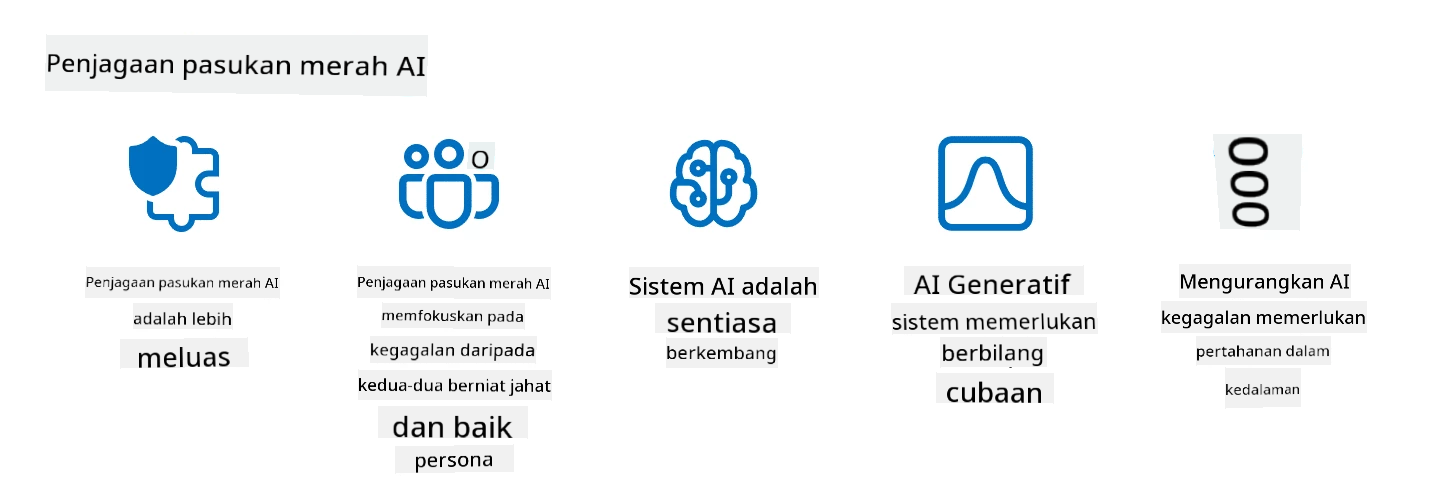 Penjagaan pasukan merah AI
O
000
Penjagaan pasukan merah AI
adalah lebih
meluas
Penjagaan pasukan merah AI
memfokuskan pada
kegagalan daripada
kedua-dua berniat jahat
dan baik
persona
Sistem AI adalah
sentiasa
berkembang
AI Generatif
sistem memerlukan
berbilang
cubaan
Mengurangkan AI
kegagalan memerlukan
pertahanan dalam
kedalaman